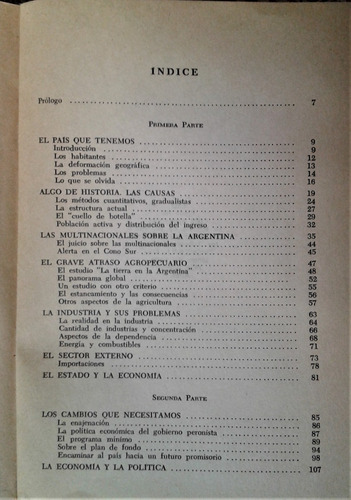 INDICE
Prólogo 7
PRIMERA PARTE
EL PAÍS QUE TENEMOS 9
Introducción 9
Los habitantes 12
La deformación geográfica 13
Los problemas 14
Lo que se olvida 16
ALGO DE HISTORIA. LAS CAUSAS 19
Los métodos cuantitativos, gradualistas 24
La estructura actual 27
El "cuello de botella" 29
Población activa y distribución del ingreso 32
LAS MULTINACIONALES SOBRE LA ARGENTINA 35
El juicio sobre las multinacionales 44
Alerta en el Cono Sur 45
EL GRAVE ATRASO AGROPECUARIO 47
El estudio "La tierra en la Argentina" 48
El panorama global 52
Un estudio con otro criterio 55
El estancamiento y las consecuencias 56
Otros aspectos de la agricultura 57
LA INDUSTRIA Y SUS PROBLEMAS 63
La realidad en la industria 64
Cantidad de industrias y concentración 66
Aspectos de la dependencia 68
Energía y combustibles 71
EL SECTOR EXTERNO 73
Importaciones 78
EL ESTADO Y LA ECONOMIA 81
SEGUNDA PARTE
LOS CAMBIOS QUE NECESITAMOS 85
La enajenación 86
La política económica del gobierno peronista 87
El programa mínimo 89
Sobre el plan de fondo 94
Encaminar al país hacia un futuro promisorio 98
LA ECONOMIA Y LA POLITICA 107